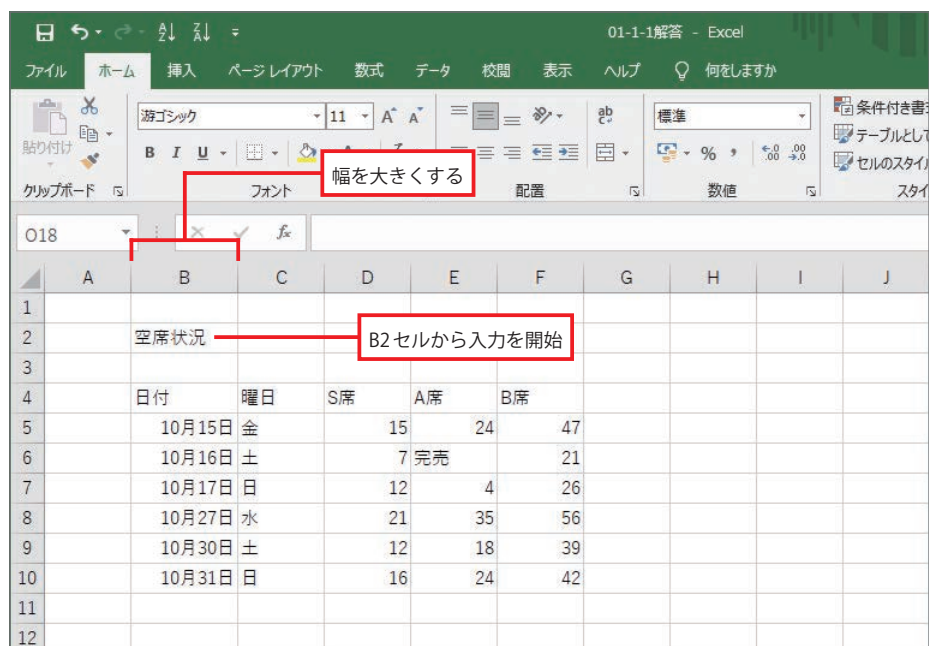 01-1-1解答 - Excel
ファイル ホーム 挿入 ページ レイアウト 数式 データ 校閲 表示 ヘルプ 何をしますか
貼り付け
游ゴシック 11 A A
B I U
ab
標準
% ,
条件付き書
テーブルとして
セルのスタイ
クリップボード フォント 配置 数値 スタイ
幅を大きくする
O18 fx
A B C D E F G H I J
1
2 空席状況
B2セルから入力を開始
3
4 日付 曜日 S席 A席 B席
5 10月15日 金 15 24 47
6 10月16日 土 7 完売 21
7 10月17日 日 12 4 26
8 10月27日 水 21 35 56
9 10月30日 土 12 18 39
10 10月31日 日 16 24 42
11
12